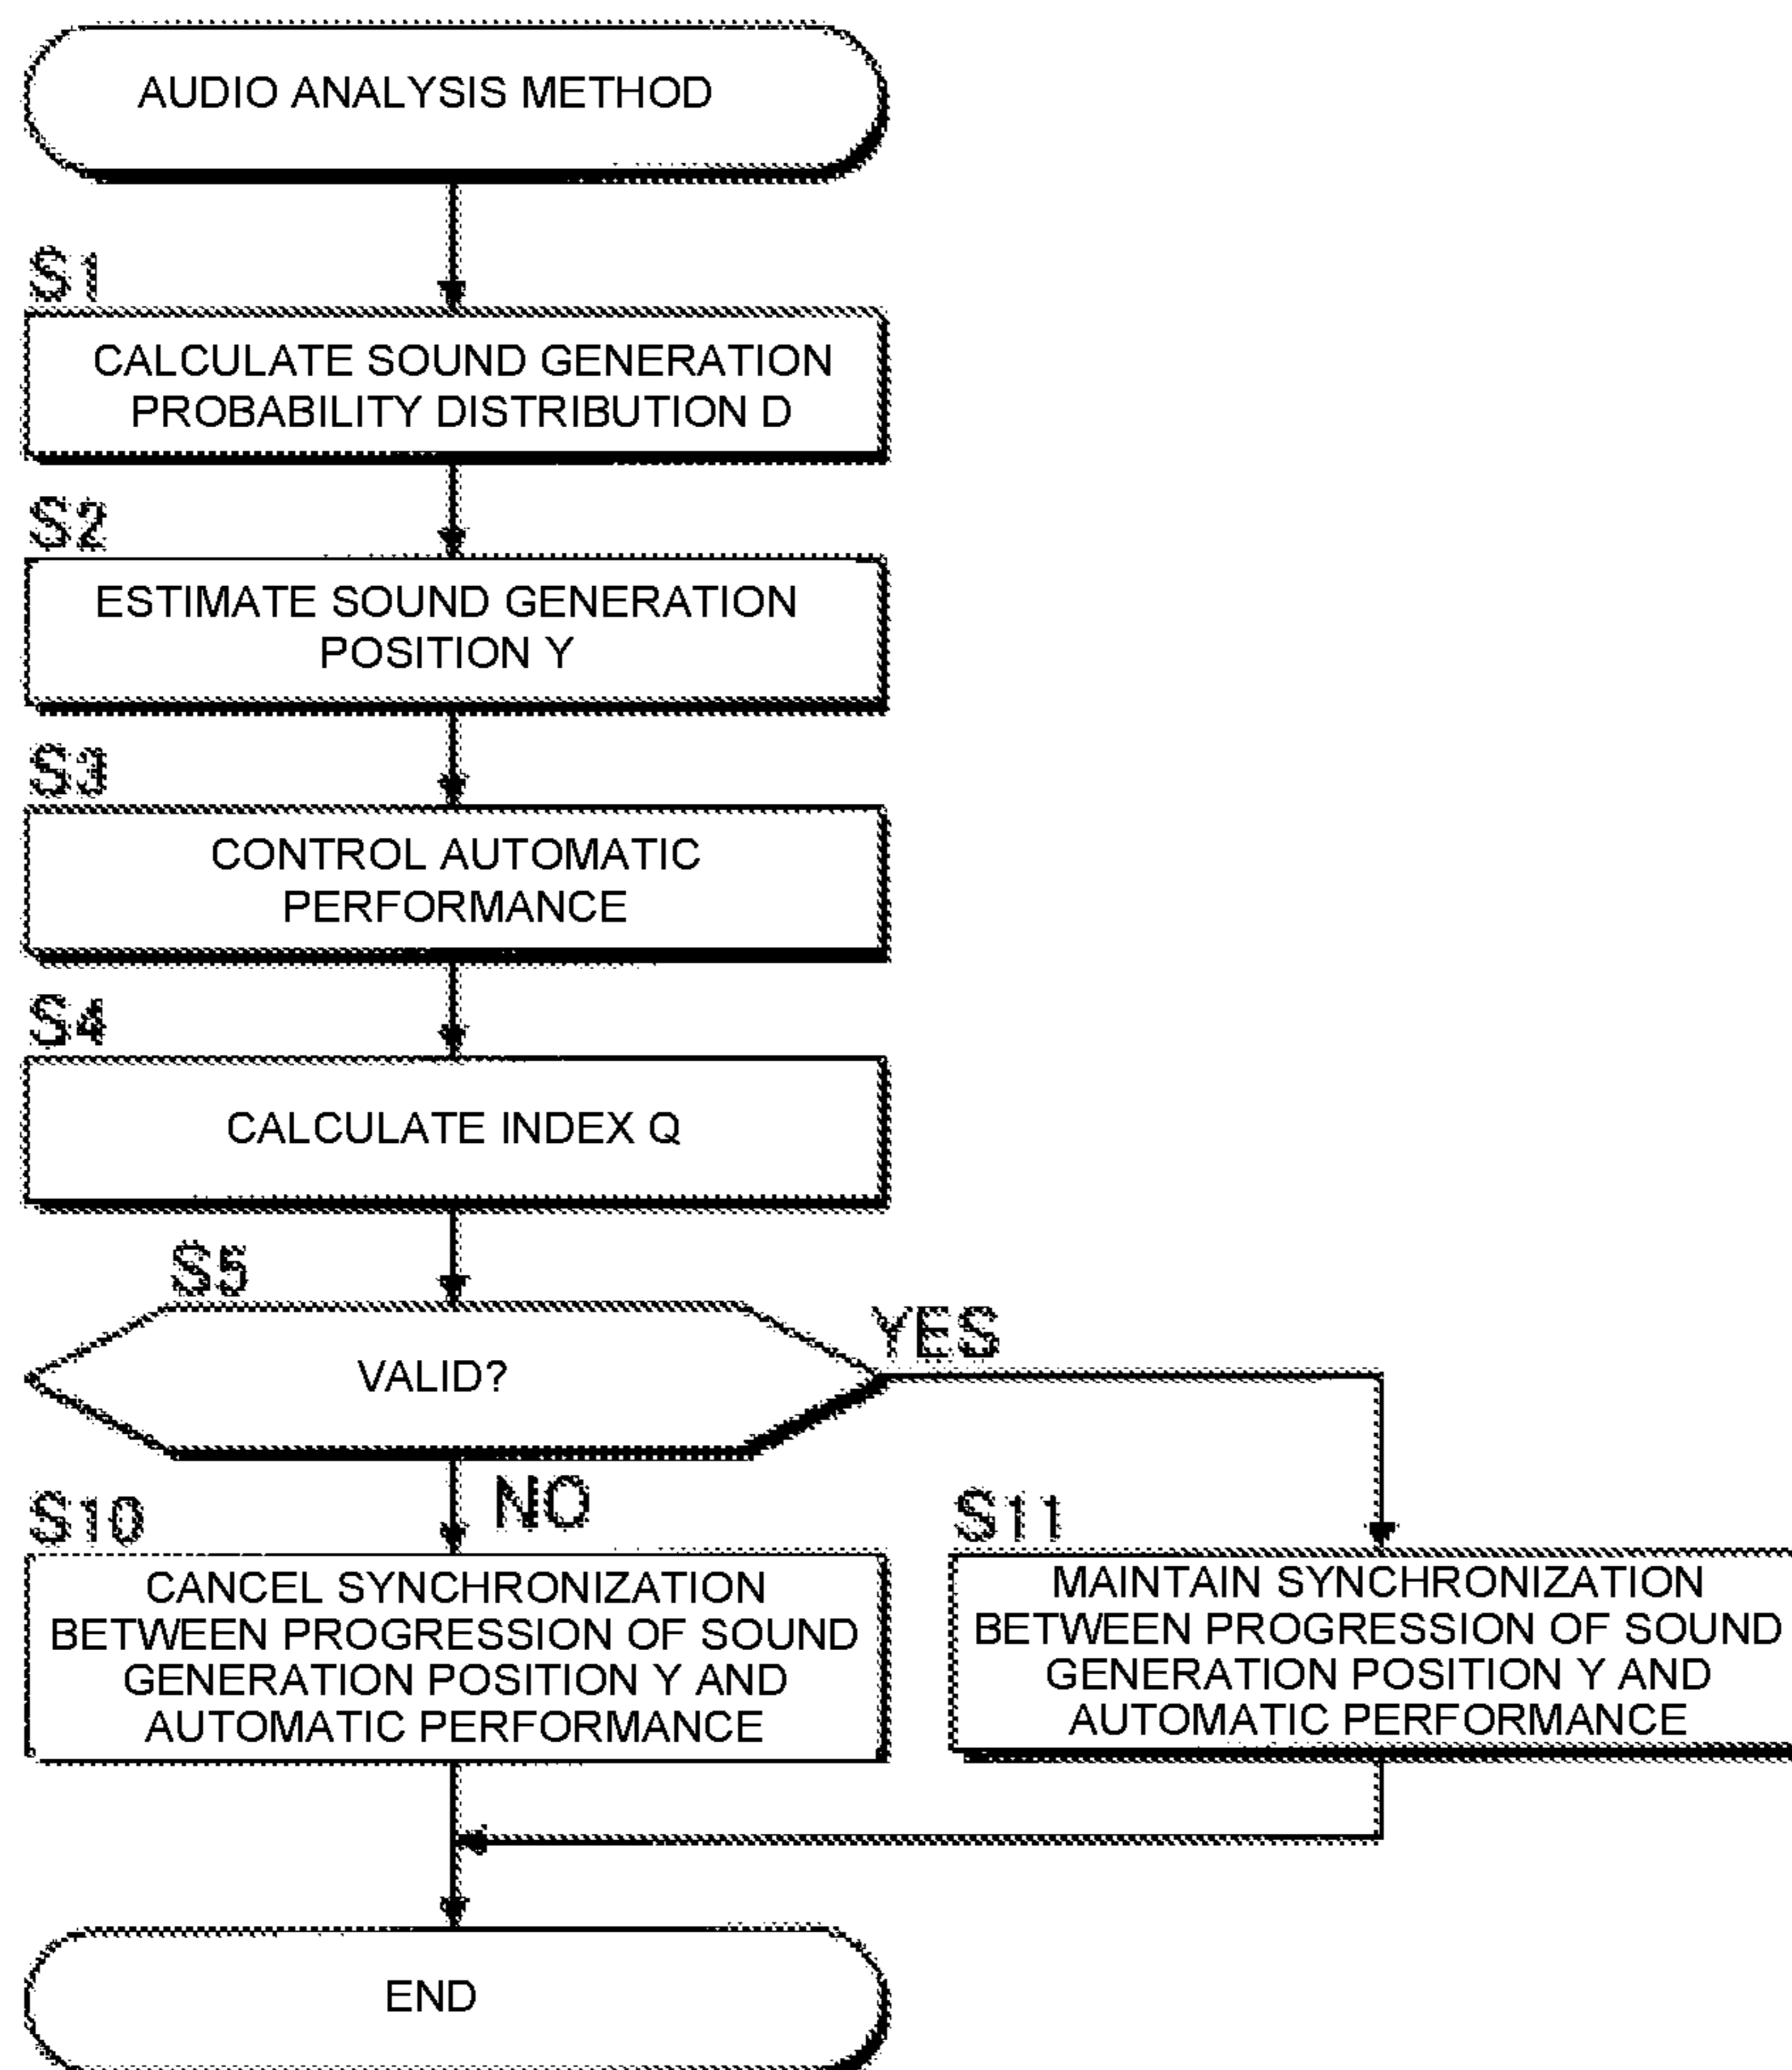 AUDIO ANALYSIS METHOD
S1
CALCULATE SOUND GENERATION
PROBABILITY DISTRIBUTION D
S2
ESTIMATE SOUND GENERATION
POSITION Y
S3
CONTROL AUTOMATIC
PERFORMANCE
S4
CALCULATE INDEX Q
S5
VALID?
YES
NO
S10
CANCEL SYNCHRONIZATION
BETWEEN PROGRESSION OF SOUND
GENERATION POSITION Y AND
AUTOMATIC PERFORMANCE
S11
MAINTAIN SYNCHRONIZATION
BETWEEN PROGRESSION OF SOUND
GENERATION POSITION Y AND
AUTOMATIC PERFORMANCE
END